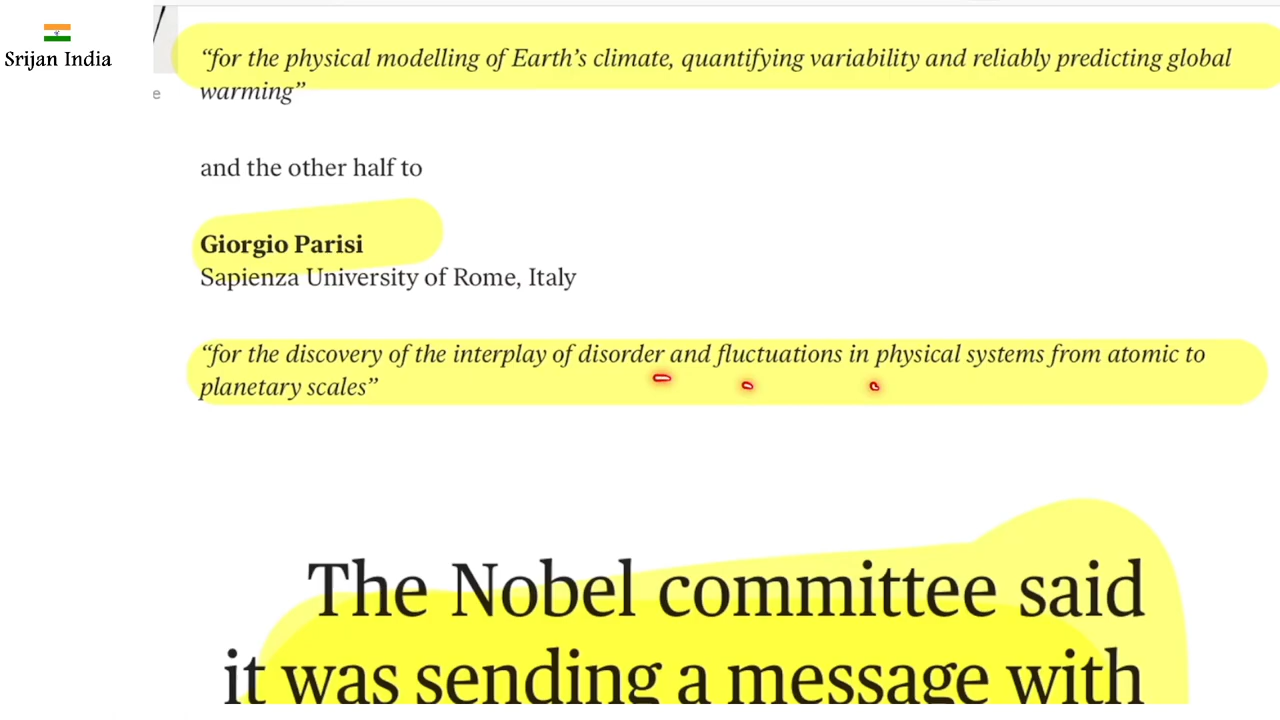 Srijan India
“for the physical modelling of Earth’s climate, quantifying variability and reliably predicting global
e
warming”
and the other half to
Giorgio Parisi
Sapienza University of Rome, Italy
“for the discovery of the interplay of disorder and fluctuations in physical systems from atomic to
planetary scales”
The Nobel committee said
it was sending a message with